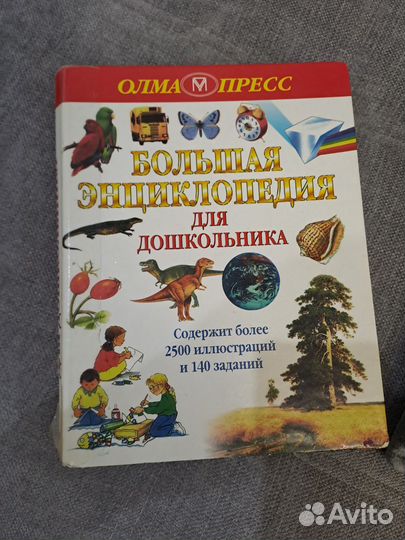 ОЛМА М ПРЕСС
БОЛЬШАЯ
ЭНЦИКЛОПЕДИЯ
ДЛЯ
ДОШКОЛЬНИКА
Содержит более
2500 иллюстраций
и 140 заданий
Avito